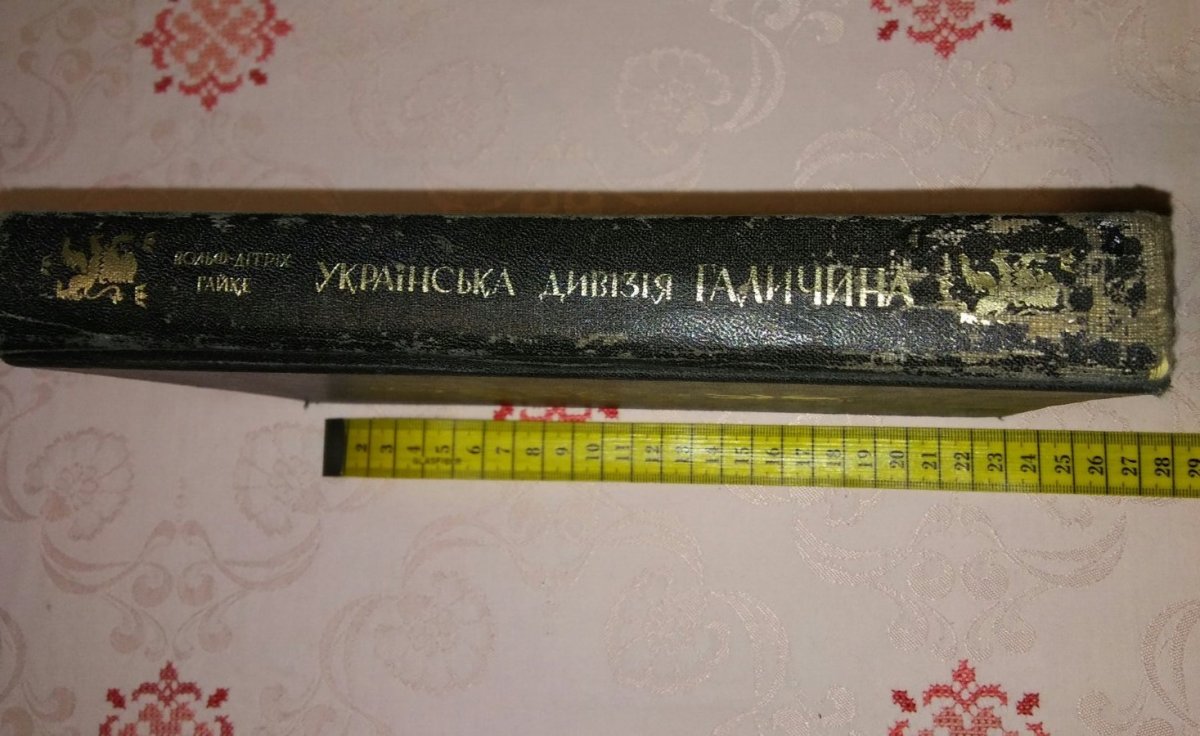 ВОЛЬФ-ДІТРІХ
ГАЙКЕ
УКРАЇНСЬКА ДИВІЗІЯ ГАЛИЧИНА
2 3 4 5 6 7 8 9 10 11 12 13 14 15 16 17 18 19 20 21 22 23 24 25 26 27 28 29